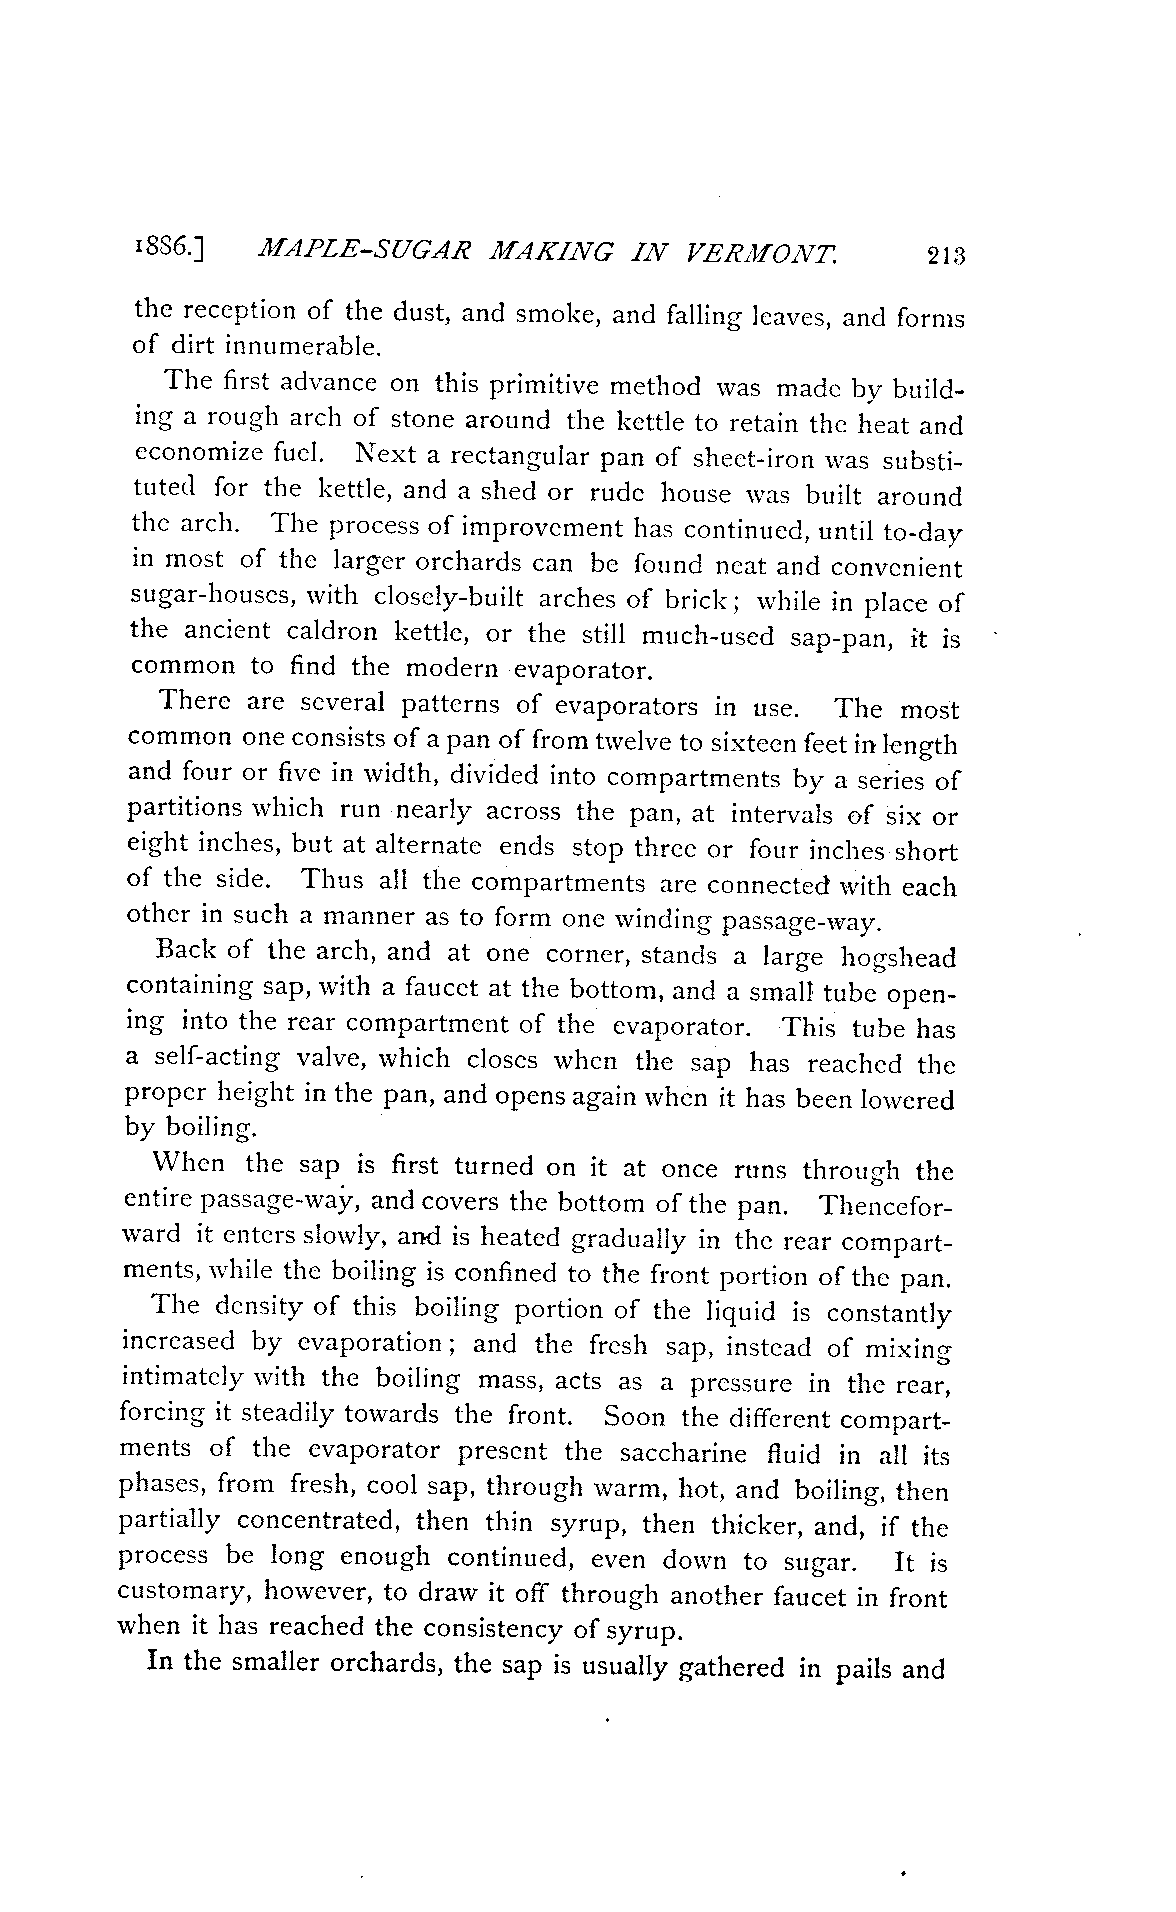 1886.] MAPLE-SUGAR MAKING IN VERMONT. 213
the reception of the dust, and smoke, and falling leaves, and forms
of dirt innumerable.
The first advance on this primitive method was made by build-
ing a rough arch of stone around the kettle to retain the heat and
economize fuel. Next a rectangular pan of sheet-iron was substi-
tuted for the kettle, and a shed or rude house was built around
the arch. The process of improvement has continued, until to-day
in most of the larger orchards can be found neat and convenient
sugar-houses, with closely-built arches of brick; while in place of
the ancient caldron kettle, or the still much-used sap-pan, it is
common to find the modern evaporator.
There are several patterns of evaporators in use. The most
common one consists of a pan of from twelve to sixteen feet in length
and four or five in width, divided into compartments by a series of
partitions which run nearly across the pan, at intervals of six or
eight inches, but at alternate ends stop three or four inches short
of the side. Thus all the compartments are connected with each
other in such a manner as to form one winding passage-way.
Back of the arch, and at one corner, stands a large hogshead
containing sap, with a faucet at the bottom, and a small tube open-
ing into the rear compartment of the evaporator. This tube has
a self-acting valve, which closes when the sap has reached the
proper height in the pan, and opens again when it has been lowered
by boiling.
When the sap is first turned on it at once runs through the
entire passage-way, and covers the bottom of the pan. Thencefor-
ward it enters slowly, and is heated gradually in the rear compart-
ments, while the boiling is confined to the front portion of the pan.
The density of this boiling portion of the liquid is constantly
increased by evaporation; and the fresh sap, instead of mixing
intimately with the boiling mass, acts as a pressure in the rear,
forcing it steadily towards the front. Soon the different compart-
ments of the evaporator present the saccharine fluid in all its
phases, from fresh, cool sap, through warm, hot, and boiling, then
partially concentrated, then thin syrup, then thicker, and, if the
process be long enough continued, even down to sugar. It is
customary, however, to draw it off through another faucet in front
when it has reached the consistency of syrup.
In the smaller orchards, the sap is usually gathered in pails and